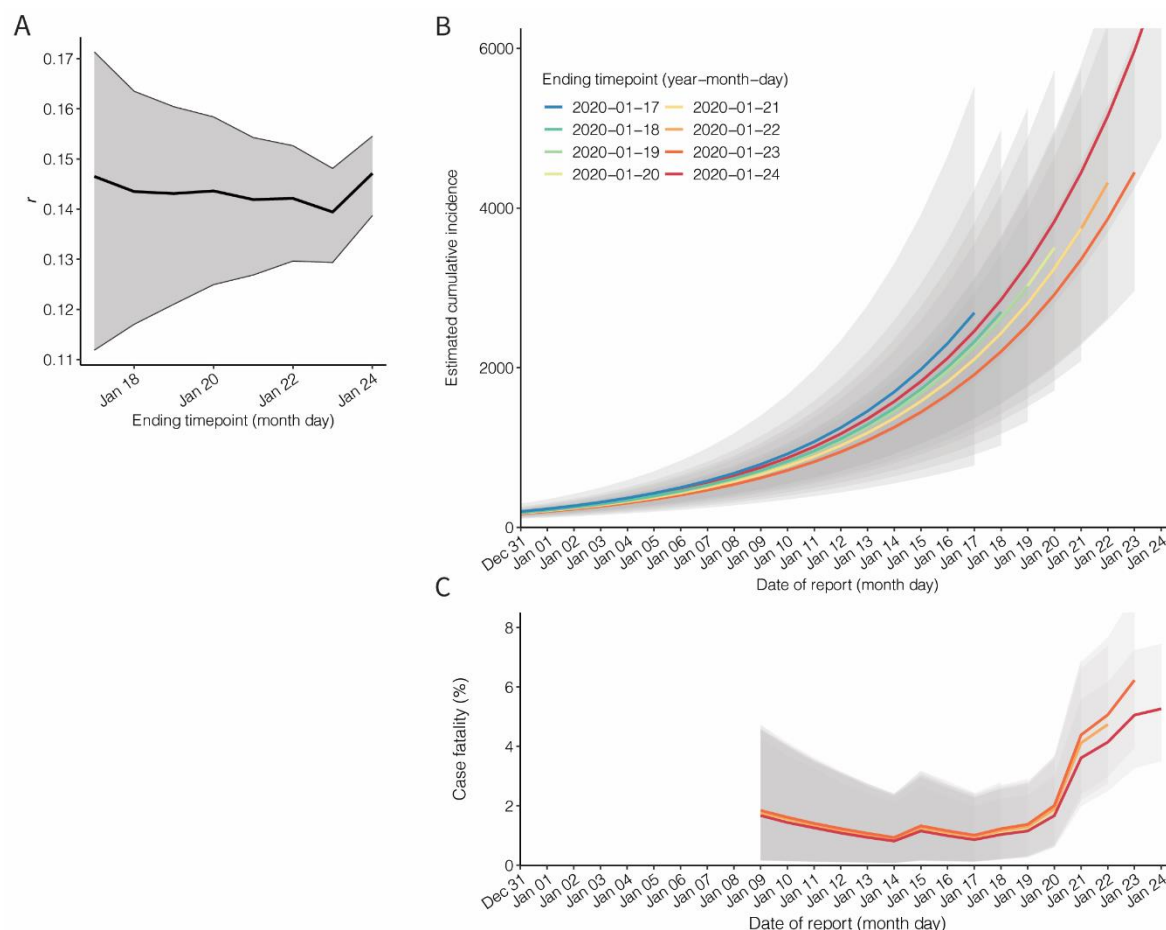 A
0.17
0.16
0.15
0.14
0.13
0.12
0.11
r
Jan 18
Jan 20
Jan 22
Jan 24
Ending timepoint (month day)
B
6000
4000
2000
0
Estimated cumulative incidence
Ending timepoint (year-month-day)
2020-01-17
2020-01-18
2020-01-19
2020-01-20
2020-01-21
2020-01-22
2020-01-23
2020-01-24
Dec 31
Jan 01
Jan 02
Jan 03
Jan 04
Jan 05
Jan 06
Jan 07
Jan 08
Jan 09
Jan 10
Jan 11
Jan 12
Jan 13
Jan 14
Jan 15
Jan 16
Jan 17
Jan 18
Jan 19
Jan 20
Jan 21
Jan 22
Jan 23
Jan 24
Date of report (month day)
C
8
6
4
2
0
Case fatality (%)
Dec 31
Jan 01
Jan 02
Jan 03
Jan 04
Jan 05
Jan 06
Jan 07
Jan 08
Jan 09
Jan 10
Jan 11
Jan 12
Jan 13
Jan 14
Jan 15
Jan 16
Jan 17
Jan 18
Jan 19
Jan 20
Jan 21
Jan 22
Jan 23
Jan 24
Date of report (month day)